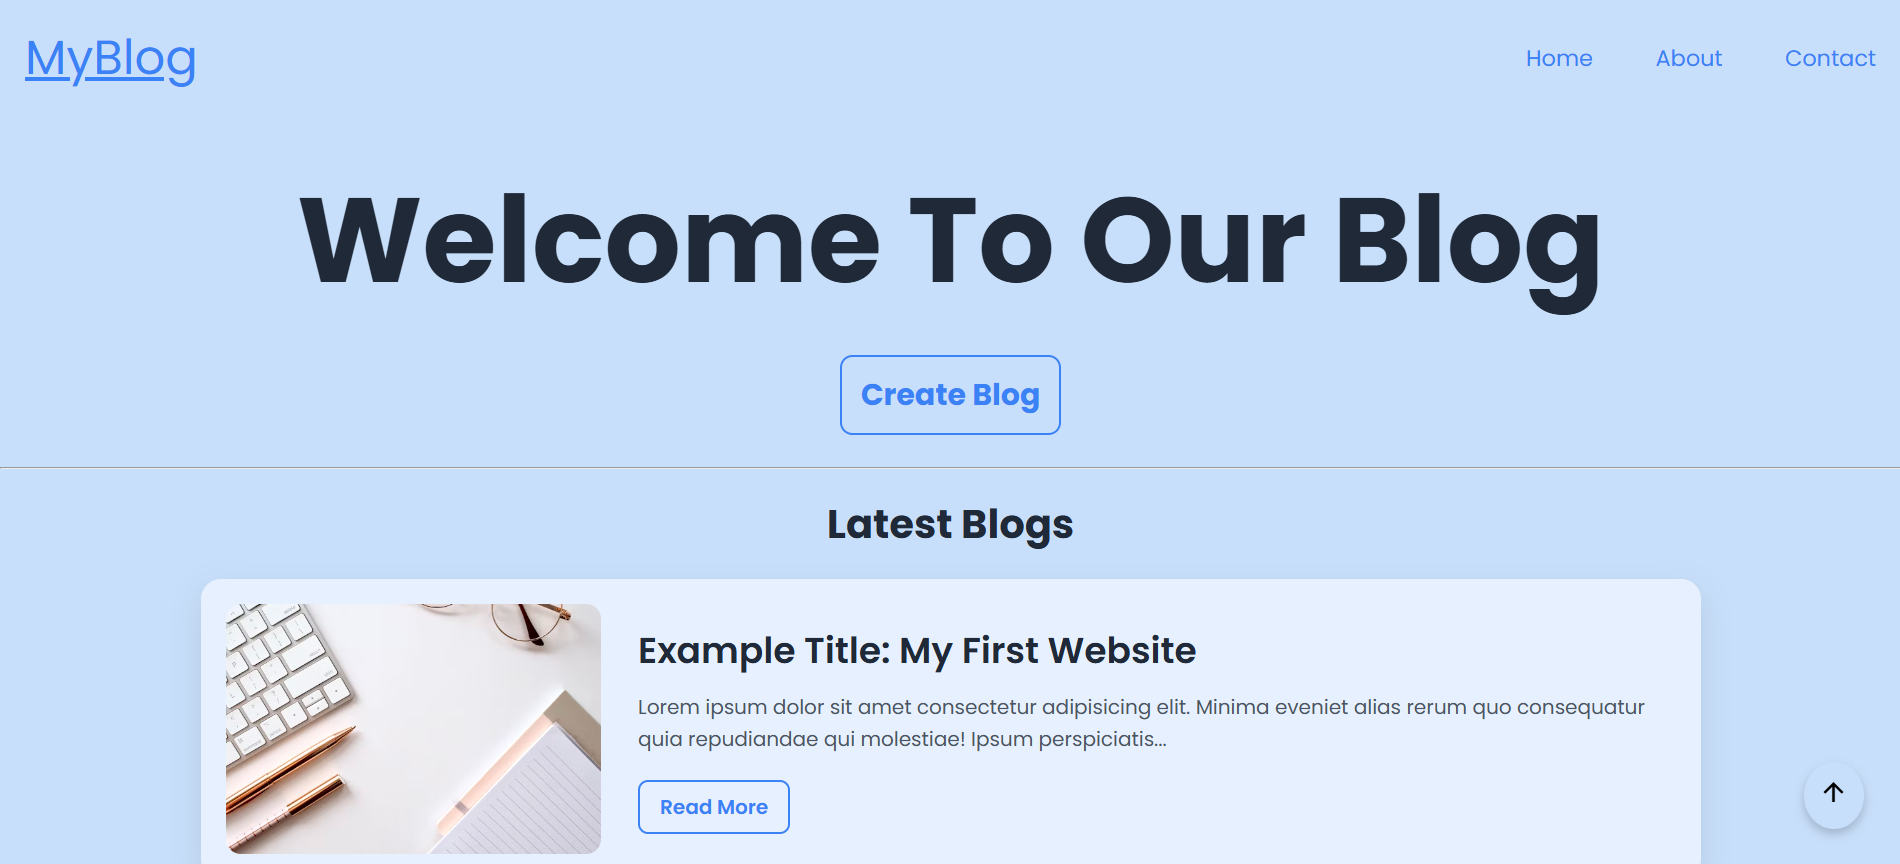 MyBlog
Home About Contact
Welcome To Our Blog
Create Blog
Latest Blogs
Example Title: My First Website
Lorem ipsum dolor sit amet consectetur adipisicing elit. Minima eveniet alias rerum quo consequatur
quia repudiandae qui molestiae! Ipsum perspiciatis...
Read More